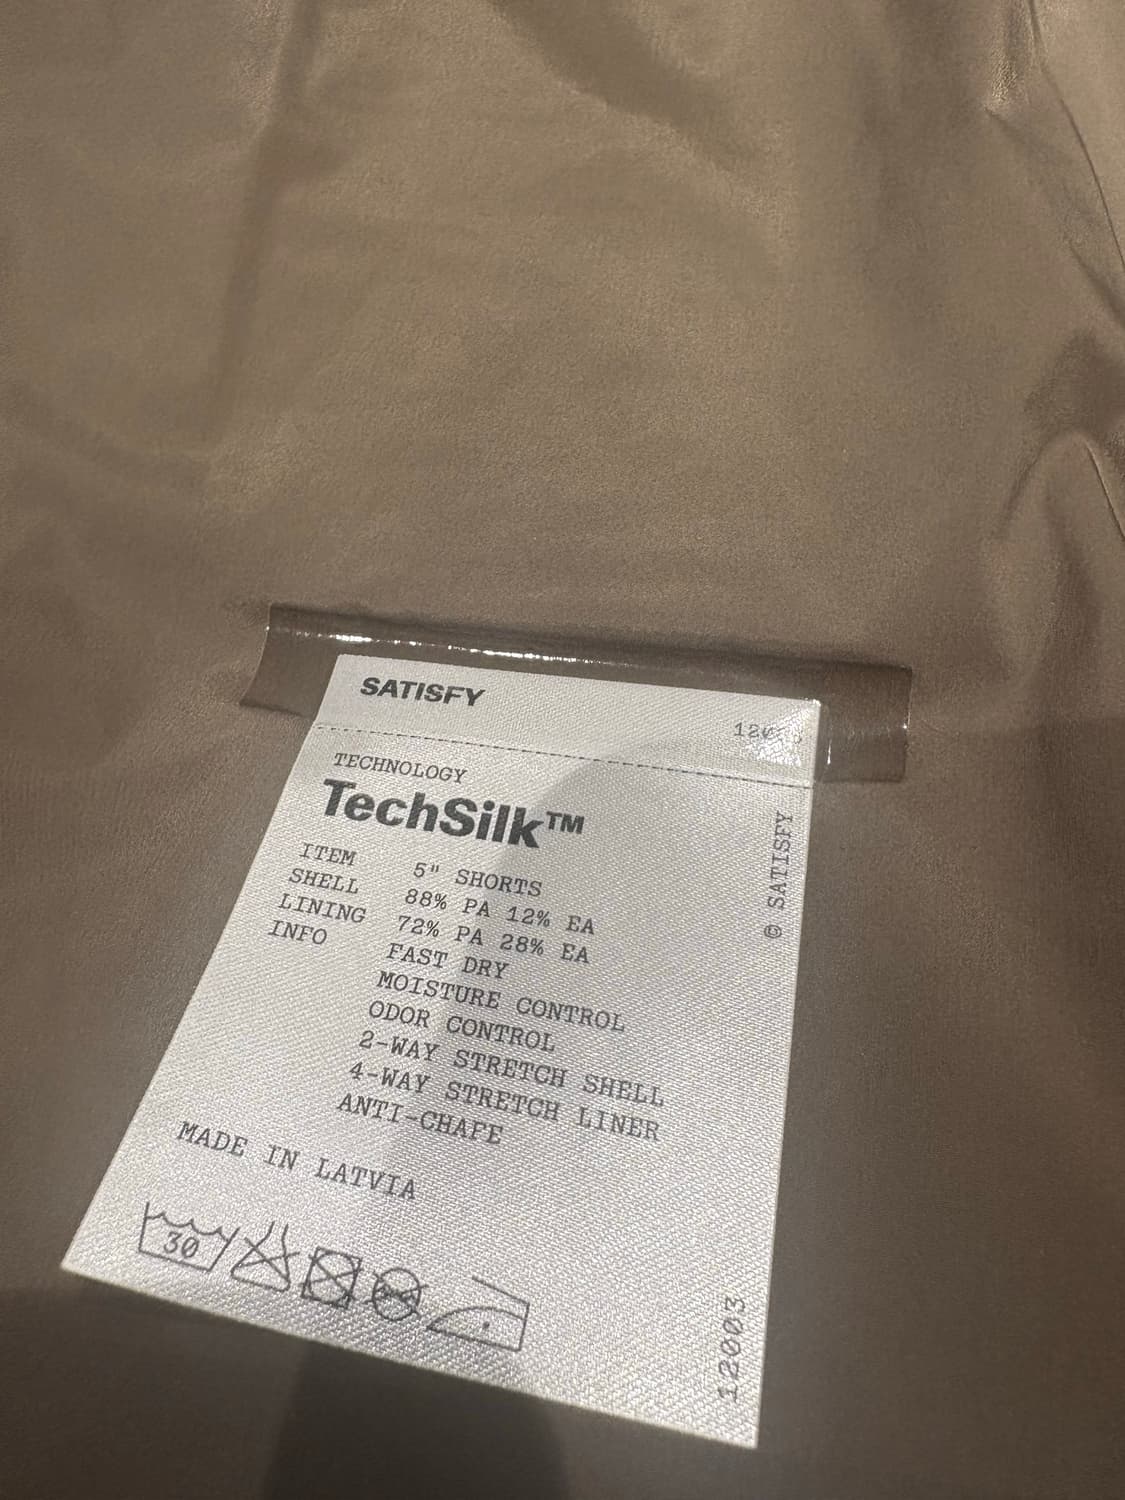 SATISFY
TECHNOLOGY
TechSilk™
ITEM 5" SHORTS
SHELL 88% PA 12% EA
LINING 72% PA 28% EA
INFO FAST DRY
MOISTURE CONTROL
ODOR CONTROL
2-WAY STRETCH SHELL
4-WAY STRETCH LINER
ANTI-CHAFE
MADE IN LATVIA
30
© SATISFY
12003